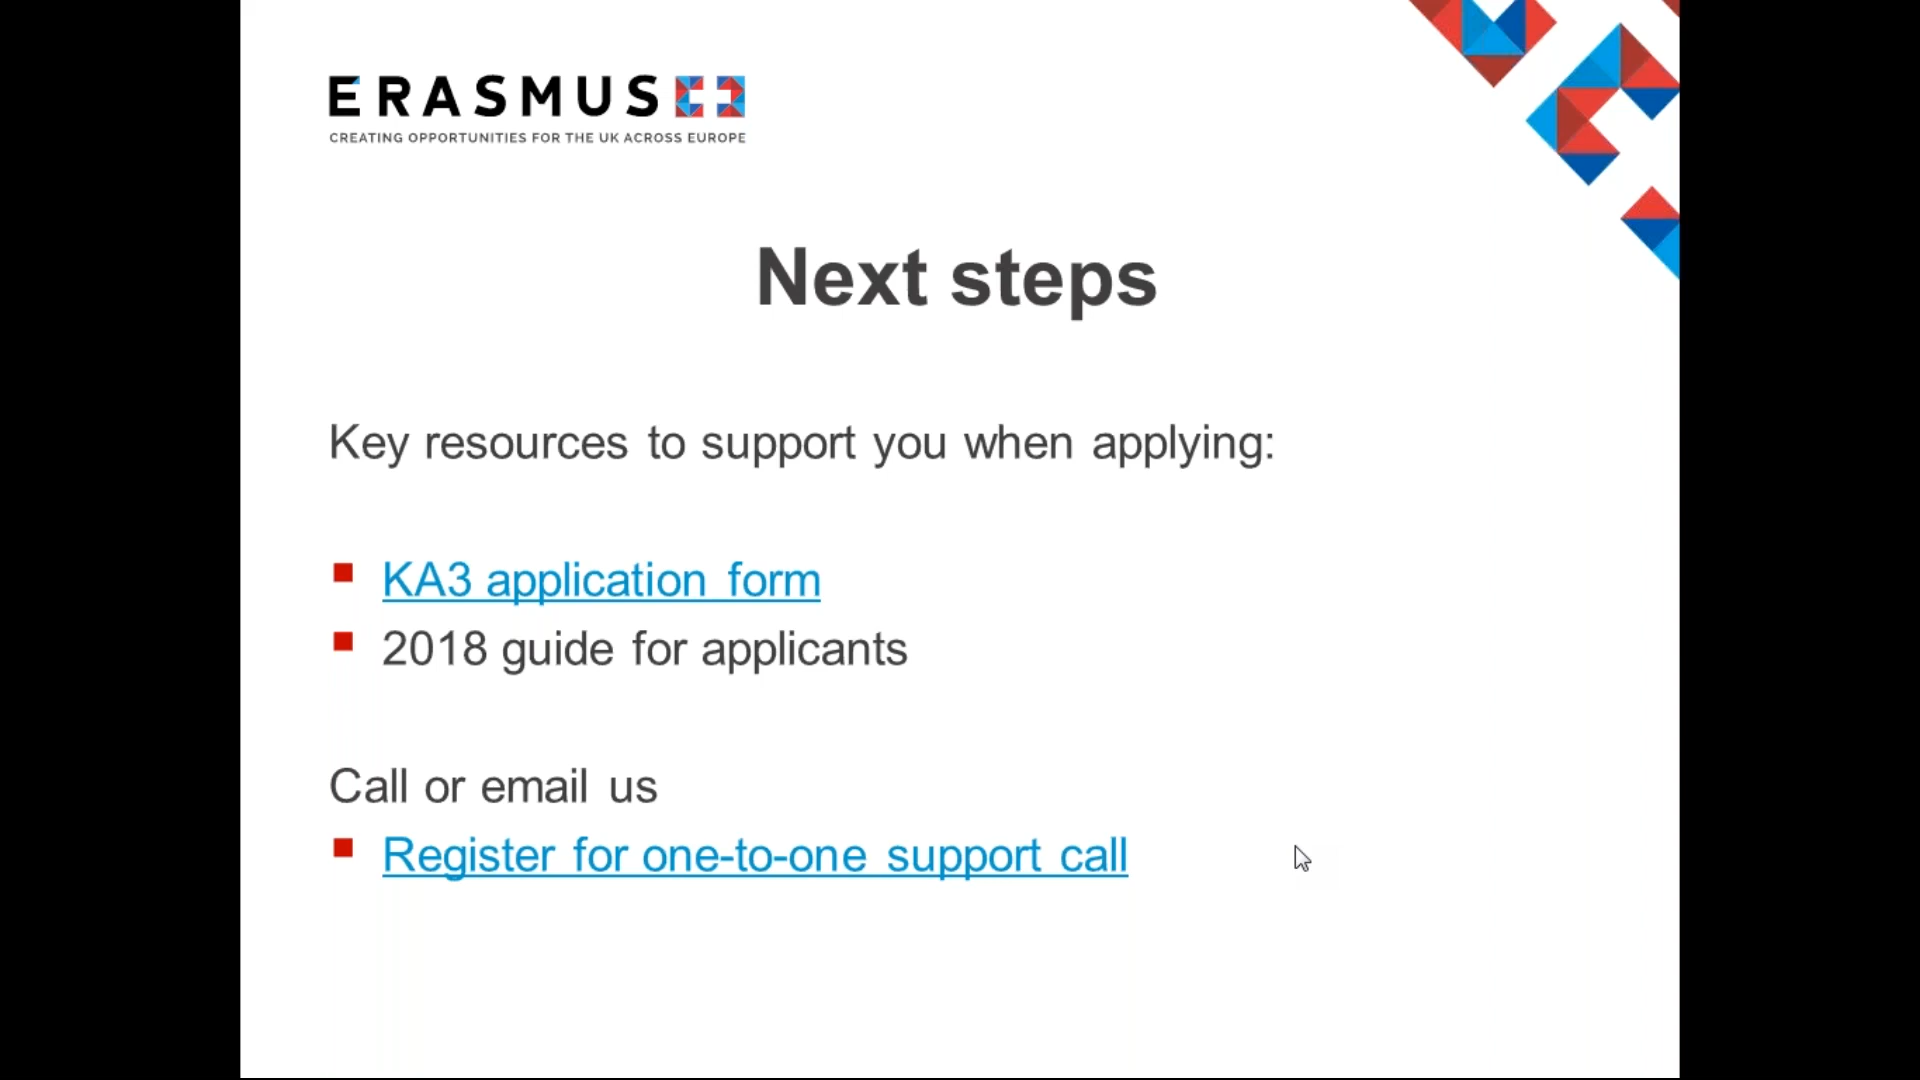 ERASMUS+
CREATING OPPORTUNITIES FOR THE UK ACROSS EUROPE
Next steps
Key resources to support you when applying:
KA3 application form
2018 guide for applicants
Call or email us
Register for one-to-one support call